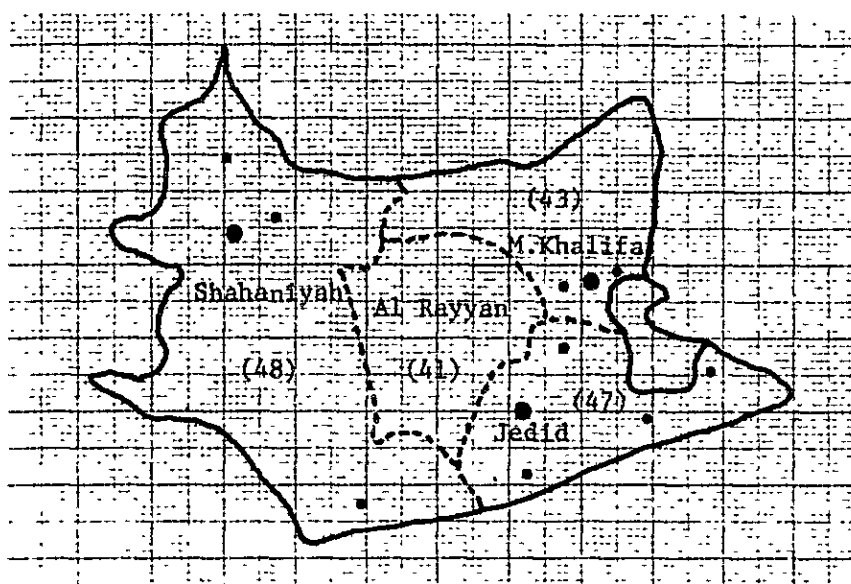 (43)
M.Khalifa
Shahaniyah
Al Rayyan
(48)
(41)
(47)
Jedid